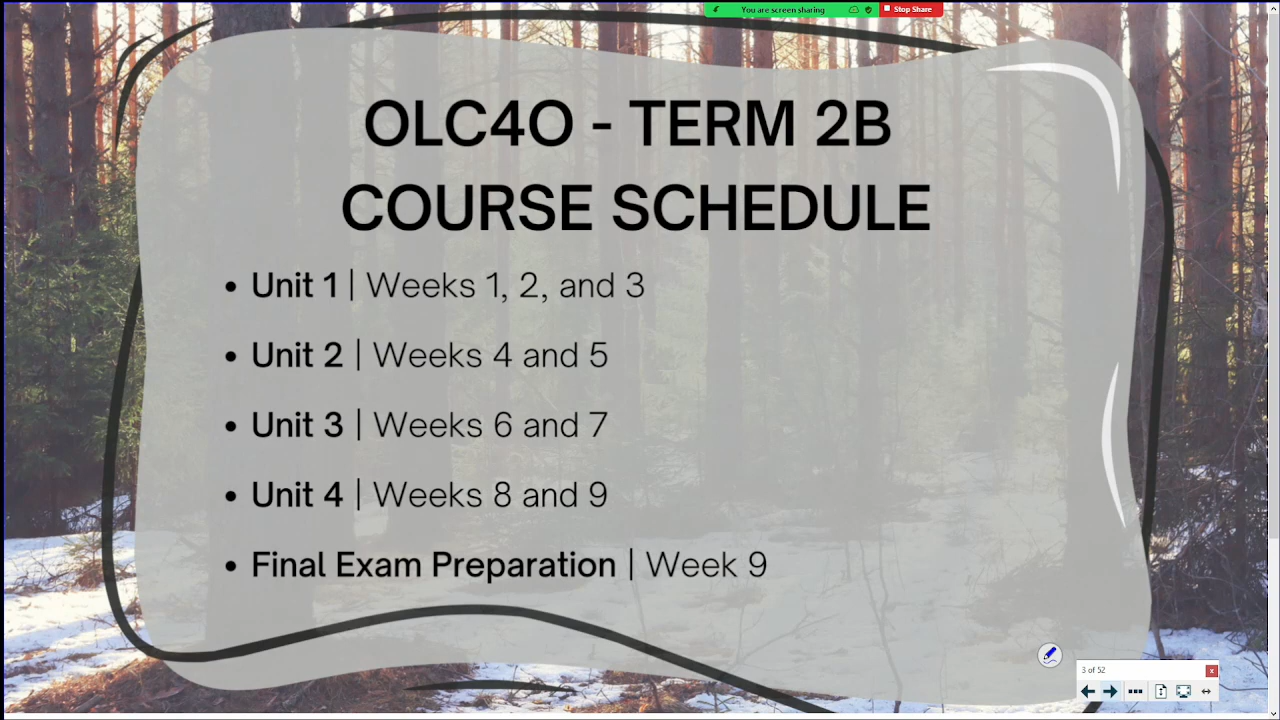 You are screen sharing Stop Share
OLC4O - TERM 2B
COURSE SCHEDULE
• Unit 1 | Weeks 1, 2, and 3
• Unit 2 | Weeks 4 and 5
• Unit 3 | Weeks 6 and 7
• Unit 4 | Weeks 8 and 9
• Final Exam Preparation | Week 9
3 of 52